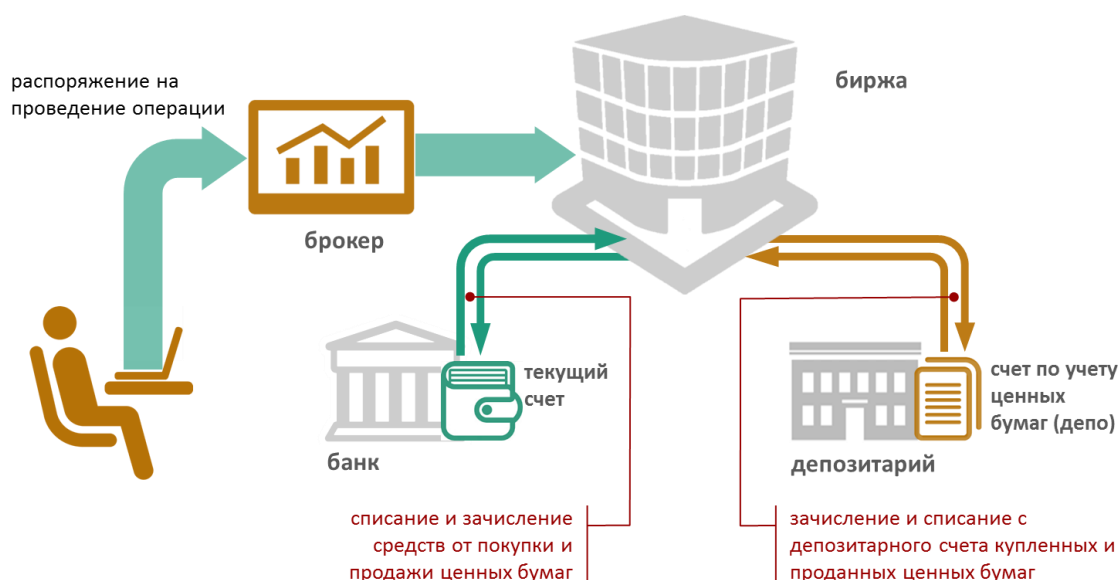 распоряжение на
проведение операции
биржа
брокер
текущий
счет
банк
счет по учету
ценных
бумаг (депо)
депозитарий
списание и зачисление
средств от покупки и
продажи ценных бумаг
зачисление и списание с
депозитарного счета купленных и
проданных ценных бумаг